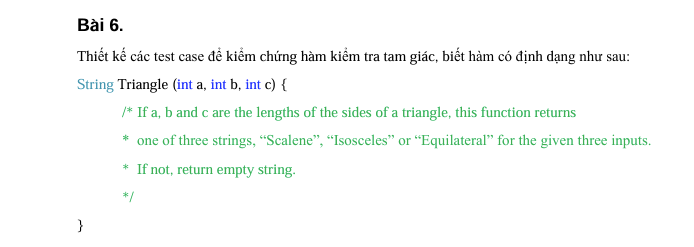 Bài 6.
Thiết kế các test case để kiểm chứng hàm kiểm tra tam giác, biết hàm có định dạng như sau:
String Triangle (int a, int b, int c) {
/* If a, b and c are the lengths of the sides of a triangle, this function returns
* one of three strings, “Scalene”, “Isosceles” or “Equilateral” for the given three inputs.
* If not, return empty string.
*/
}